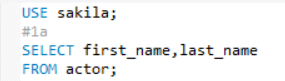 USE sakila;
#1a
SELECT first_name,last_name
FROM actor;